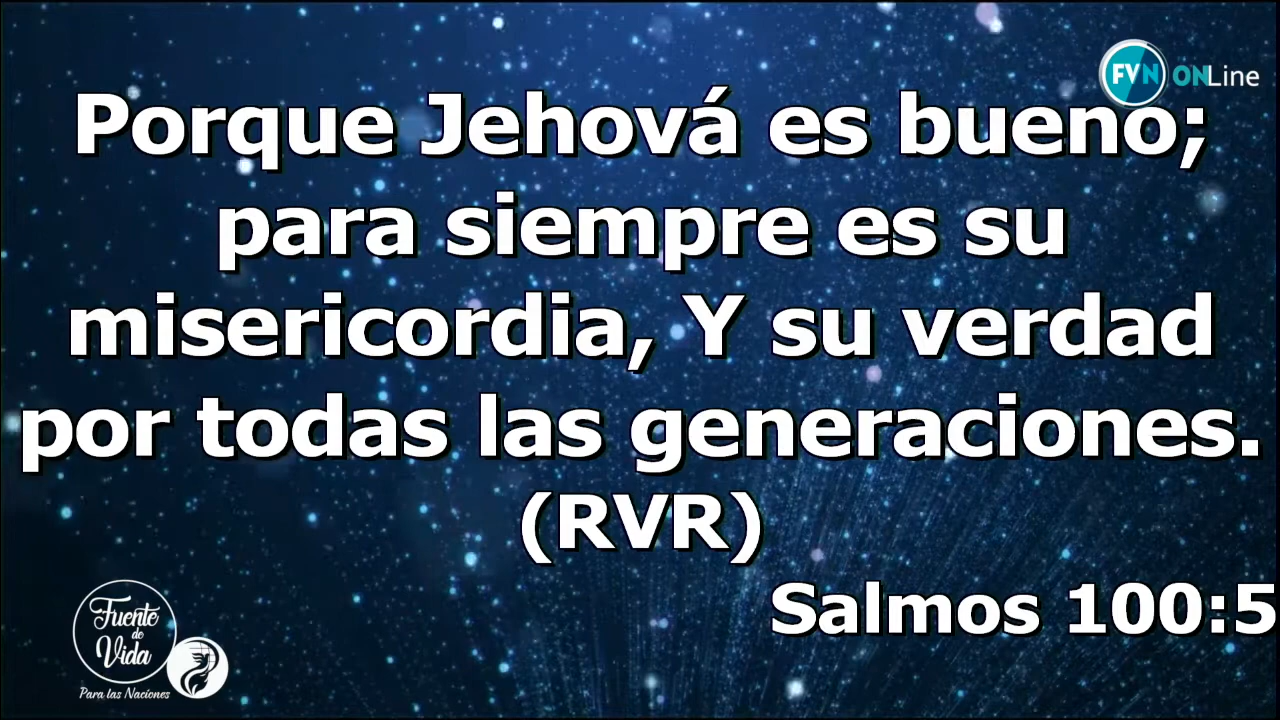 FVN ONLine
Porque Jehová es bueno;
para siempre es su
misericordia, Y su verdad
por todas las generaciones.
(RVR)
Salmos 100:5
Fuente
de
Vida
Para las Naciones